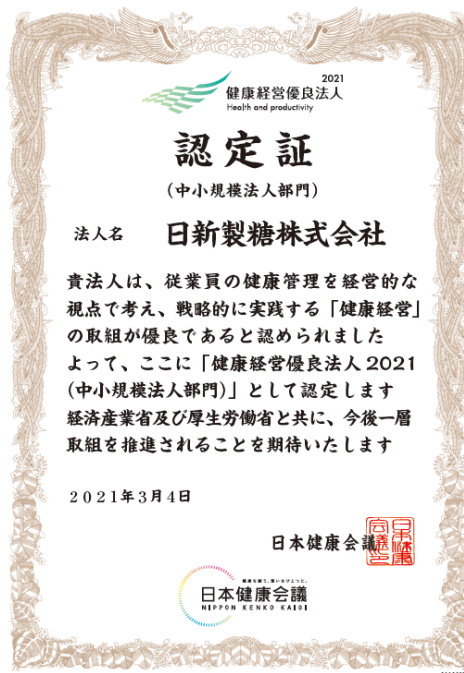 2021
健康経営優良法人
Health and productivity
認定証
(中小規模法人部門)
法人名 日新製糖株式会社
貴法人は、従業員の健康管理を経営的な
視点で考え、戦略的に実践する「健康経営」
の取組が優良であると認められました
よって、ここに「健康経営優良法人2021
(中小規模法人部門)」として認定します
経済産業省及び厚生労働省と共に、今後一層
取組を推進されることを期待いたします
2021年3月4日
日本健康会議
日本健康会議
NIPPON KENKO KAIGI